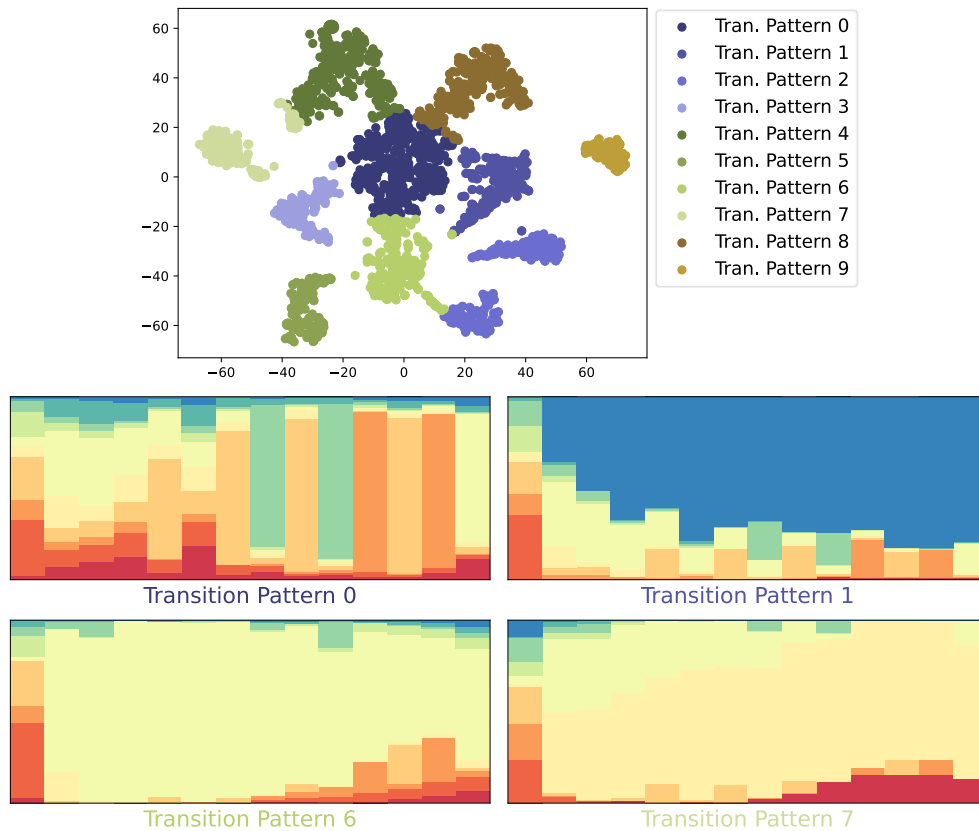 60
40
20
0
−20
−40
−60
−60 −40 −20 0 20 40 60
Tran. Pattern 0
Tran. Pattern 1
Tran. Pattern 2
Tran. Pattern 3
Tran. Pattern 4
Tran. Pattern 5
Tran. Pattern 6
Tran. Pattern 7
Tran. Pattern 8
Tran. Pattern 9
Transition Pattern 0
Transition Pattern 1
Transition Pattern 6
Transition Pattern 7